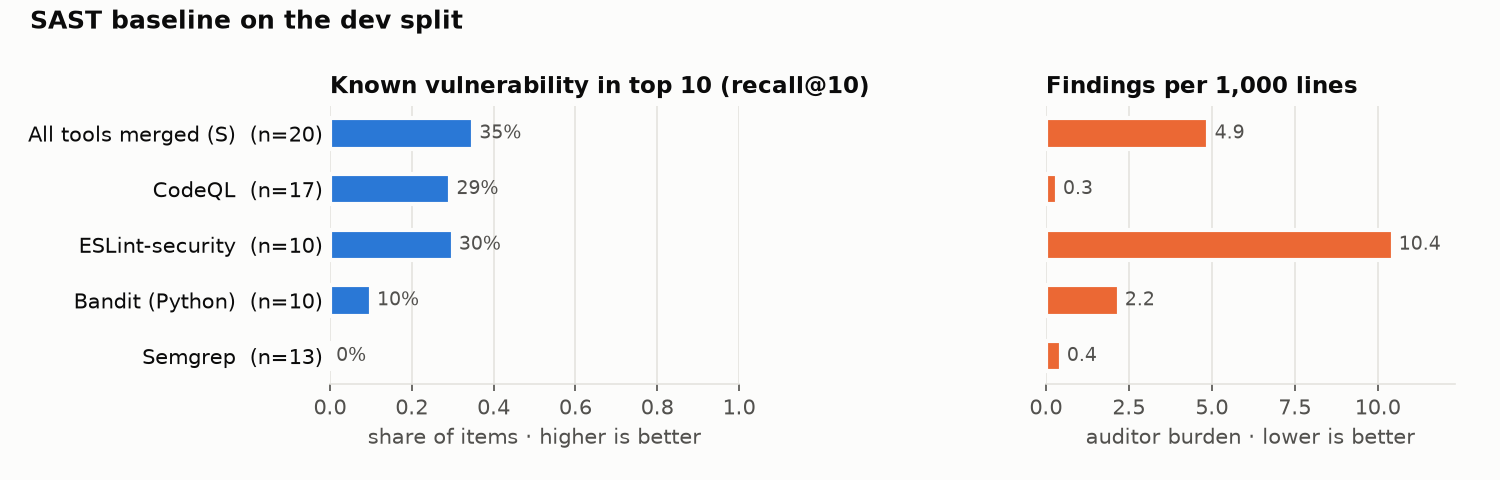 SAST baseline on the dev split
Known vulnerability in top 10 (recall@10)
All tools merged (S) (n=20)
35%
CodeQL (n=17)
29%
ESLint-security (n=10)
30%
Bandit (Python) (n=10)
10%
Semgrep (n=13)
0%
0.0 0.2 0.4 0.6 0.8 1.0
share of items · higher is better
Findings per 1,000 lines
4.9
0.3
10.4
2.2
0.4
0.0 2.5 5.0 7.5 10.0
auditor burden · lower is better